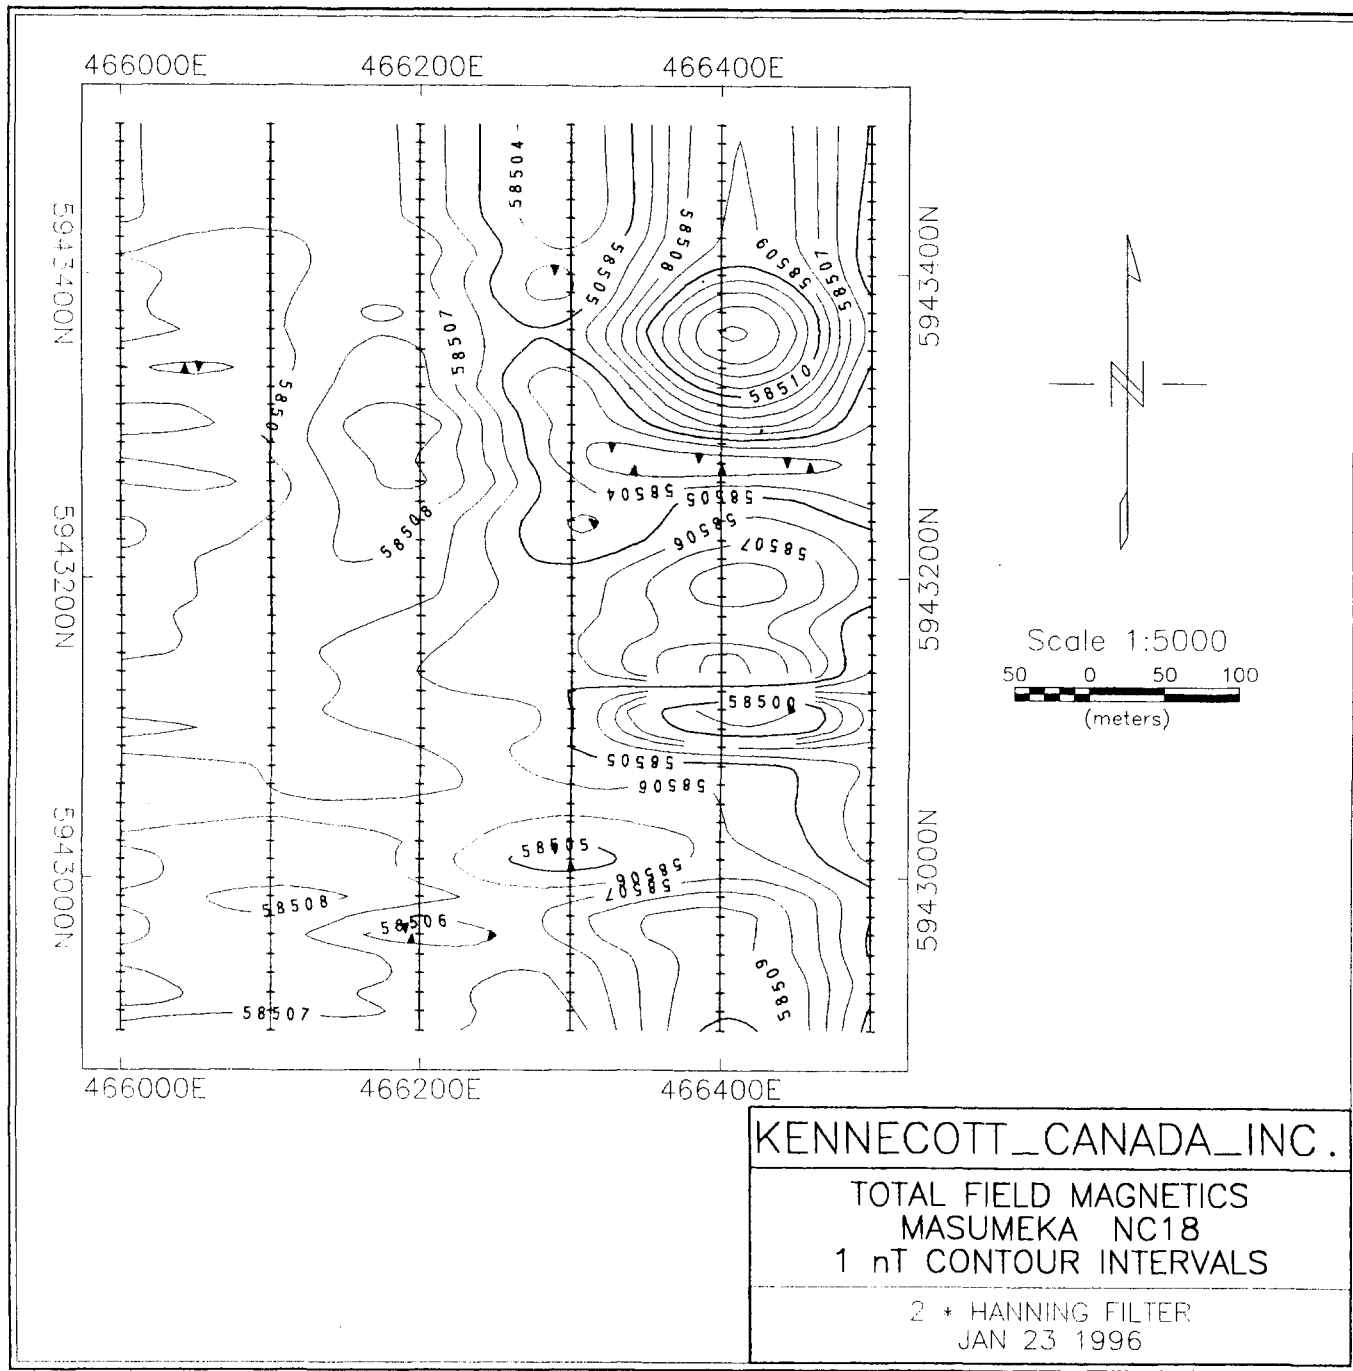 466000E 466200E 466400E
58504
5943400N
58505
58508
58509
58507
5943400N
58507
58507
58510
58508
58504
58505
58506
58507
5943200N
5943200N
Scale 1:5000
50 0 50 100
(meters)
58500
58505
58506
5943000N
58505
58506
58507
58508
58506
58509
58507
5943000N
466000E 466200E 466400E
KENNECOTT_CANADA_INC.
TOTAL FIELD MAGNETICS
MASUMEKA NC18
1 nT CONTOUR INTERVALS
2 * HANNING FILTER
JAN 23 1996